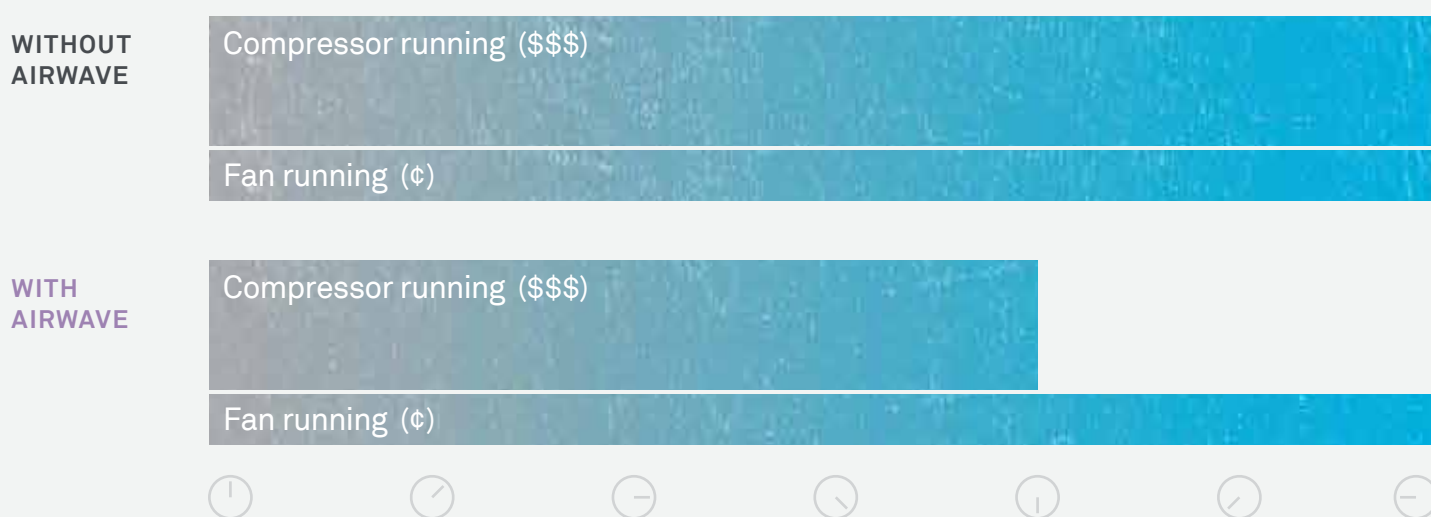 WITHOUT
AIRWAVE
Compressor running ($$$)
Fan running (¢)
WITH
AIRWAVE
Compressor running ($$$)
Fan running (¢)